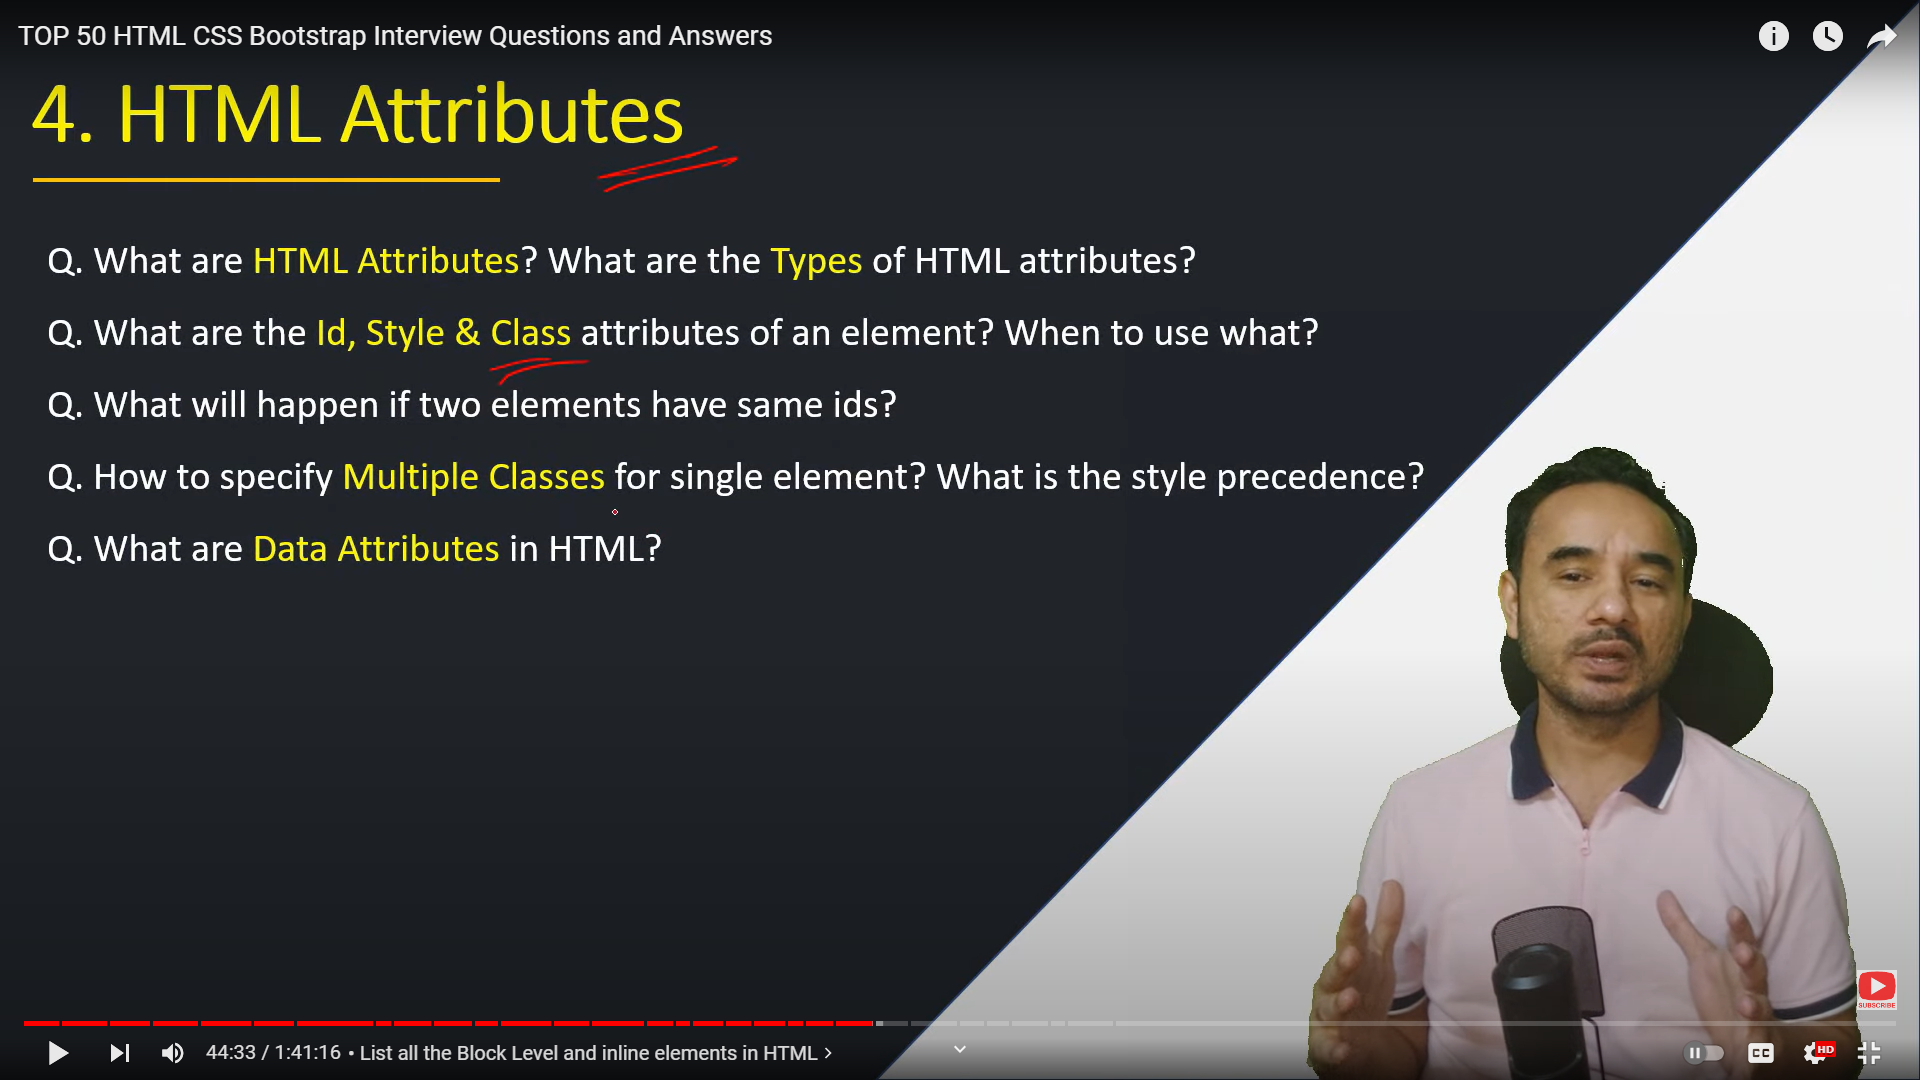 TOP 50 HTML CSS Bootstrap Interview Questions and Answers
4. HTML Attributes
Q. What are HTML Attributes? What are the Types of HTML attributes?
Q. What are the Id, Style & Class attributes of an element? When to use what?
Q. What will happen if two elements have same ids?
Q. How to specify Multiple Classes for single element? What is the style precedence?
Q. What are Data Attributes in HTML?
SUBSCRIBE
44:33 / 1:41:16 • List all the Block Level and inline elements in HTML
CC
HD